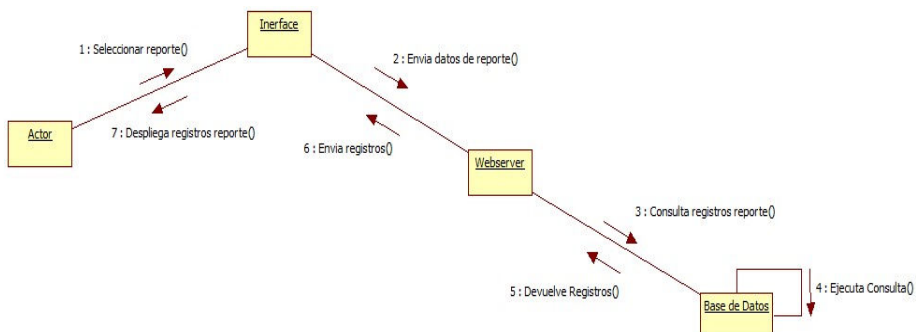 Inerface
1 : Seleccionar reporte()
2 : Envia datos de reporte()
7 : Despliega registros reporte()
Actor
6 : Envia registros()
Webserver
3 : Consulta registros reporte()
5 : Devuelve Registros()
4 : Ejecuta Consulta()
Base de Datos